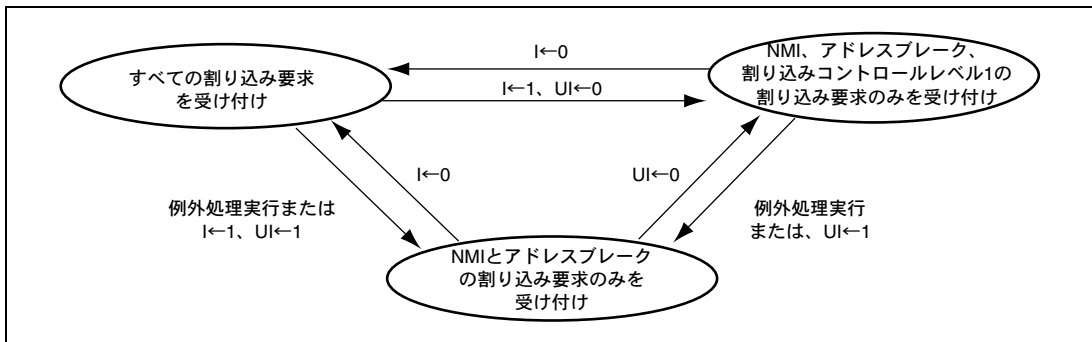 I←0
NMI、アドレスブレーク、
割り込みコントロールレベル1の
割り込み要求のみを受け付け
すべての割り込み要求
を受け付け
I←1、UI←0
I←0
UI←0
例外処理実行または
I←1、UI←1
例外処理実行
または、UI←1
NMIとアドレスブレーク
の割り込み要求のみを
受け付け